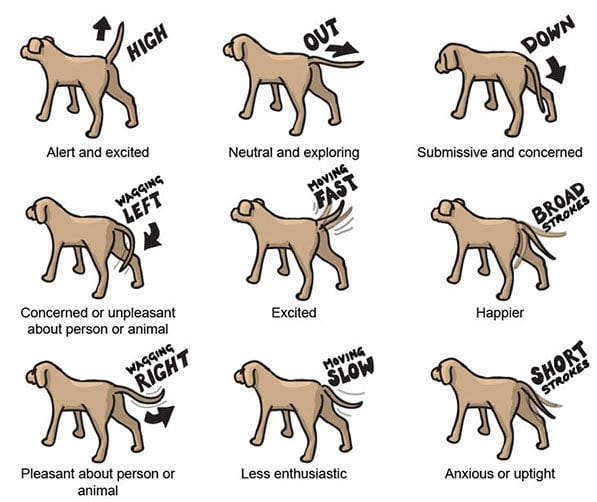 HIGH
Alert and excited
OUT
Neutral and exploring
DOWN
Submissive and concerned
WAGGING
LEFT
Concerned or unpleasant
about person or animal
MOVING
FAST
Excited
BROAD
STROKES
Happier
WAGGING
RIGHT
Pleasant about person or
animal
MOVING
SLOW
Less enthusiastic
SHORT
STROKES
Anxious or uptight